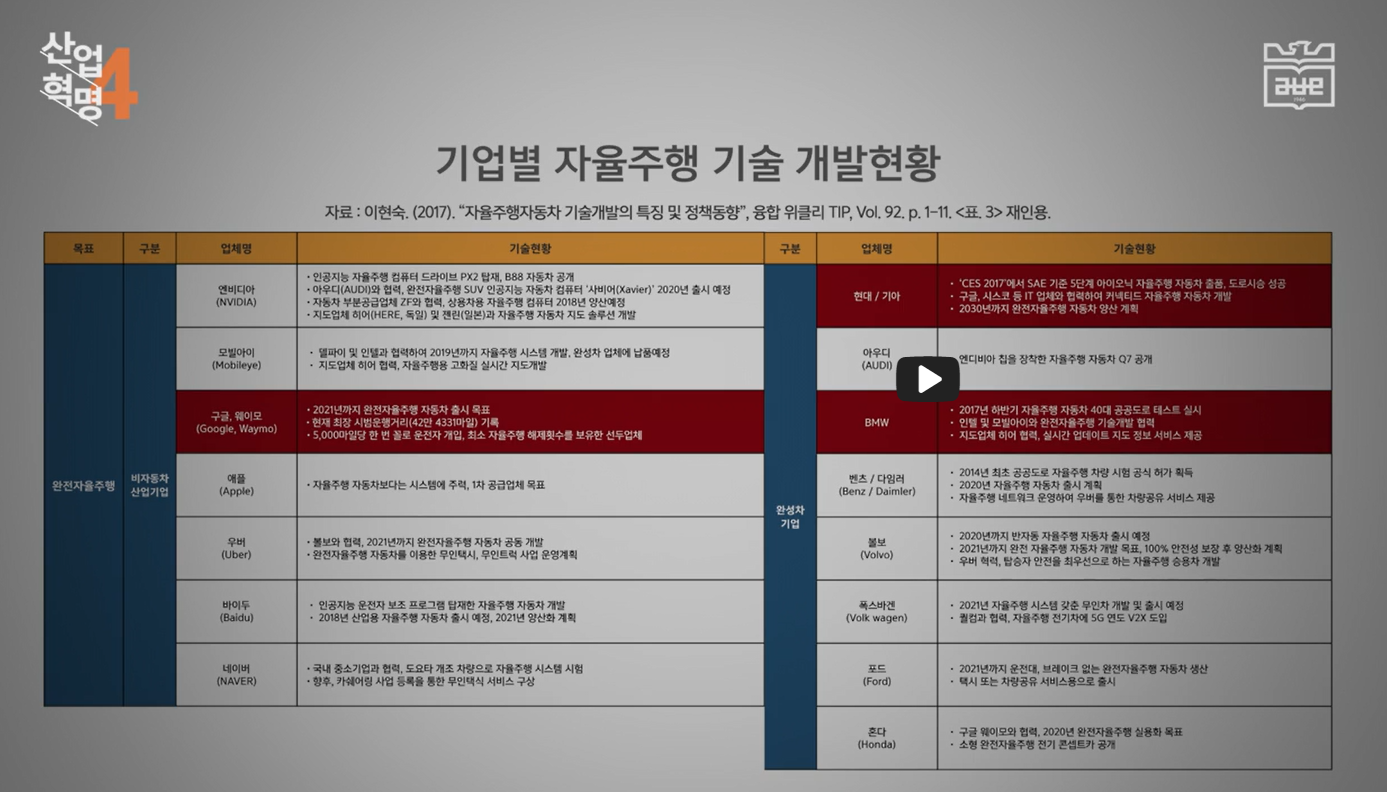 산업
혁명
4
aue
1946
기업별 자율주행 기술 개발현황
자료 : 이현숙. (2017). “자율주행자동차 기술개발의 특징 및 정책동향”, 융합 위클리 TIP, Vol. 92. p. 1-11. <표. 3> 재인용.
목표 구분 업체명 기술현황
완전자율주행
비자동차
산업기업
엔비디아
(NVIDIA)
· 인공지능 자율주행 컴퓨터 드라이브 PX2 탑재, B88 자동차 공개
· 아우디(AUDI)와 협력, 완전자율주행 SUV 인공지능 자동차 컴퓨터 '사비어(Xavier)' 2020년 출시 예정
· 자동차 부분공급업체 ZF와 협력, 상용차용 자율주행 컴퓨터 2018년 양산예정
· 지도업체 히어(HERE, 독일) 및 젠린(일본)과 자율주행 자동차 지도 솔루션 개발
모빌아이
(Mobileye)
· 델파이 및 인텔과 협력하여 2019년까지 자율주행 시스템 개발, 완성차 업체에 납품예정
· 지도업체 히어 협력, 자율주행용 고화질 실시간 지도개발
구글, 웨이모
(Google, Waymo)
· 2021년까지 완전자율주행 자동차 출시 목표
· 현재 최장 시범운행거리(42만 4331마일) 기록
· 5,000마일당 한 번 꼴로 운전자 개입, 최소 자율주행 해제횟수를 보유한 선두업체
애플
(Apple)
· 자율주행 자동차보다는 시스템에 주력, 1차 공급업체 목표
우버
(Uber)
· 볼보와 협력, 2021년까지 완전자율주행 자동차 공동 개발
· 완전자율주행 자동차를 이용한 무인택시, 무인트럭 사업 운영계획
바이두
(Baidu)
· 인공지능 운전자 보조 프로그램 탑재한 자율주행 자동차 개발
· 2018년 산업용 자율주행 자동차 출시 예정, 2021년 양산화 계획
네이버
(NAVER)
· 국내 중소기업과 협력, 도요타 개조 차량으로 자율주행 시스템 시험
· 향후, 카쉐어링 사업 등록을 통한 무인택식 서비스 구상
구분 업체명 기술현황
완성차
기업
현대 / 기아
· 'CES 2017'에서 SAE 기준 5단계 아이오닉 자율주행 자동차 출품, 도로시승 성공
· 구글, 시스코 등 IT 업체와 협력하여 커넥티드 자율주행 자동차 개발
· 2030년까지 완전자율주행 자동차 양산 계획
아우디
(AUDI)
엔디비아 칩을 장착한 자율주행 자동차 Q7 공개
BMW
· 2017년 하반기 자율주행 자동차 40대 공공도로 테스트 실시
· 인텔 및 모빌아이와 완전자율주행 기술개발 협력
· 지도업체 히어 협력, 실시간 업데이트 지도 정보 서비스 제공
벤츠 / 다임러
(Benz / Daimler)
· 2014년 최초 공공도로 자율주행 차량 시험 공식 허가 획득
· 2020년 자율주행 자동차 출시 계획
· 자율주행 네트워크 운영하여 우버를 통한 차량공유 서비스 제공
볼보
(Volvo)
· 2020년까지 반자동 자율주행 자동차 출시 예정
· 2021년까지 완전 자율주행 자동차 개발 목표, 100% 안전성 보장 후 양산화 계획
· 우버 혁력, 탑승자 안전을 최우선으로 하는 자율주행 승용차 개발
폭스바겐
(Volk wagen)
· 2021년 자율주행 시스템 갖춘 무인차 개발 및 출시 예정
· 퀄컴과 협력, 자율주행 전기차에 5G 연도 V2X 도입
포드
(Ford)
· 2021년까지 운전대, 브레이크 없는 완전자율주행 자동차 생산
· 택시 또는 차량공유 서비스용으로 출시
혼다
(Honda)
· 구글 웨이모와 협력, 2020년 완전자율주행 실용화 목표
· 소형 완전자율주행 전기 콘셉트카 공개